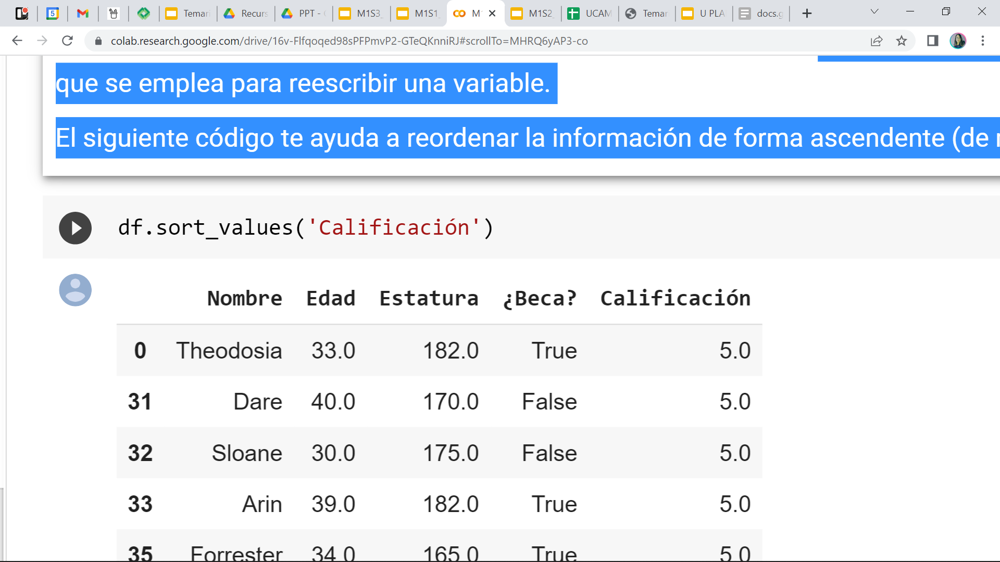 5 Temari Recurs PPT - M1S3_ M1S1_ M M1S2_ UCAM Temar U PLA docs.g
colab.research.google.com/drive/16v-Flfqoqed98sPFPmvP2-GTeQKnniRJ#scrollTo=MHRQ6yAP3-co
que se emplea para reescribir una variable.
El siguiente código te ayuda a reordenar la información de forma ascendente (de
df.sort_values('Calificación')
Nombre Edad Estatura ¿Beca? Calificación
0 Theodosia 33.0 182.0 True 5.0
31 Dare 40.0 170.0 False 5.0
32 Sloane 30.0 175.0 False 5.0
33 Arin 39.0 182.0 True 5.0
35 Forrester 34.0 165.0 True 5.0